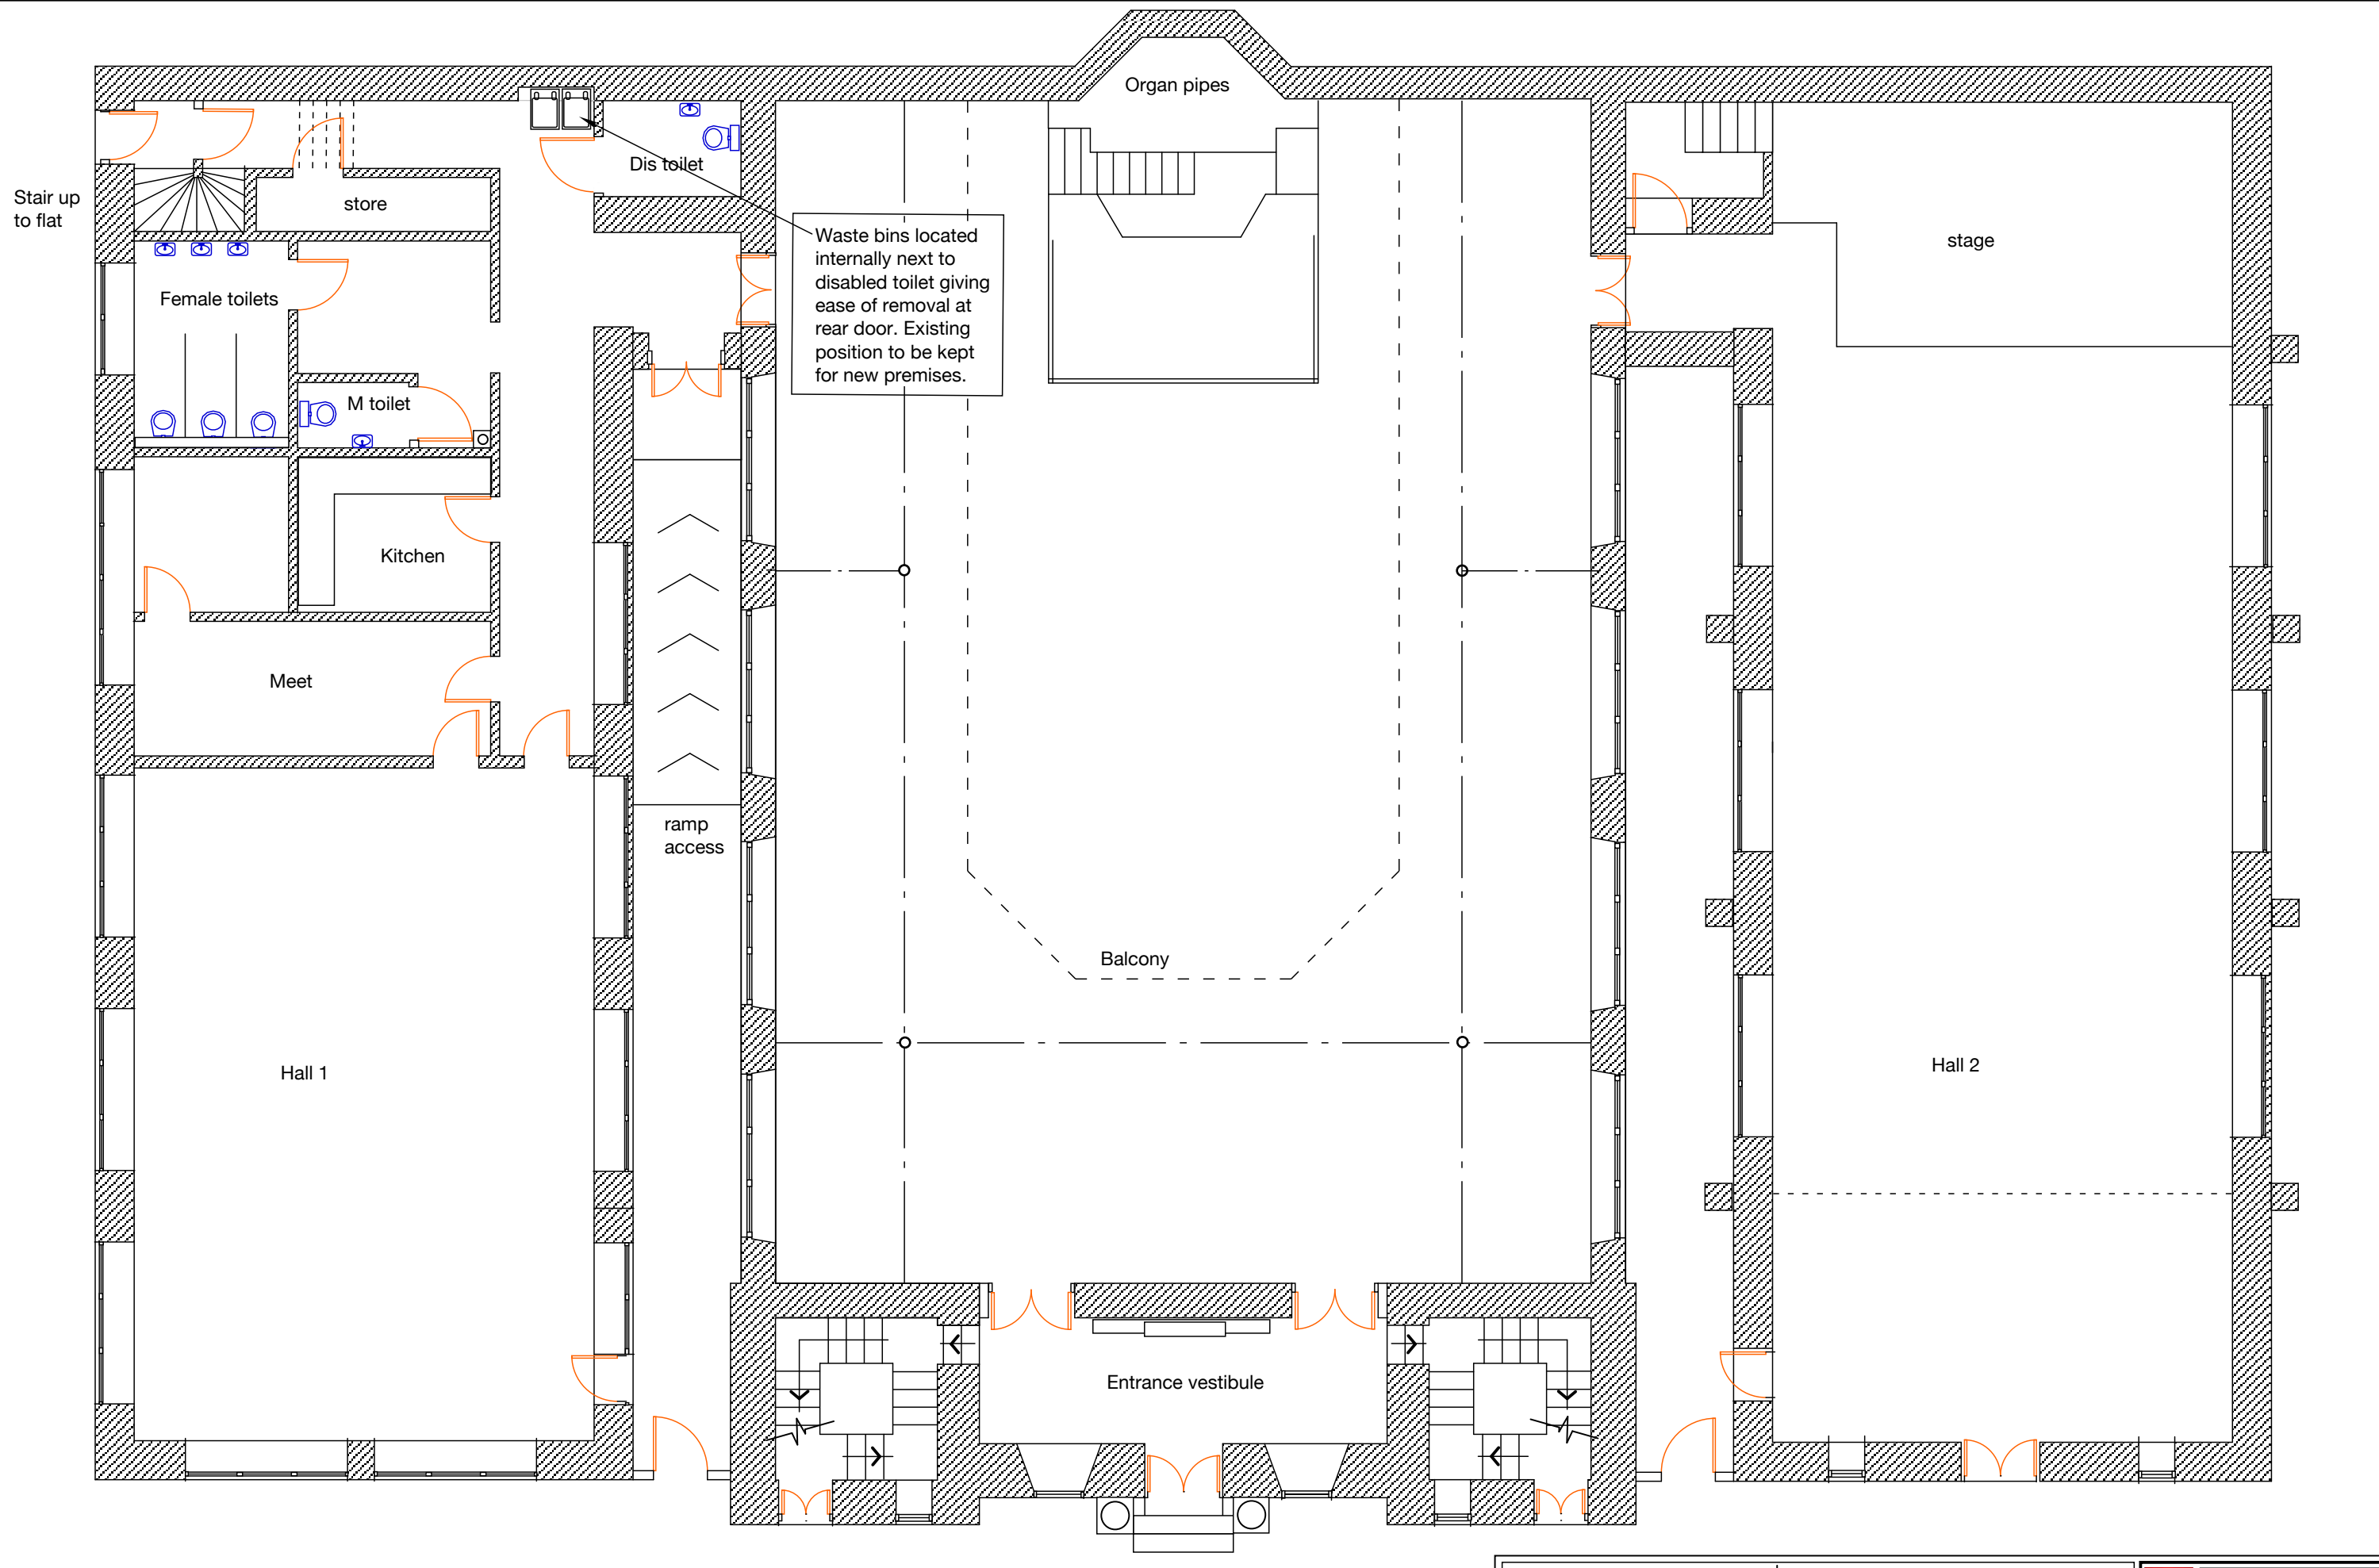 Organ pipes
Dis toilet
Stair up
to flat
store
Waste bins located
internally next to
disabled toilet giving
ease of removal at
rear door. Existing
position to be kept
for new premises.
stage
Female toilets
M toilet
Kitchen
Meet
ramp
access
Balcony
Hall 1
Hall 2
Entrance vestibule